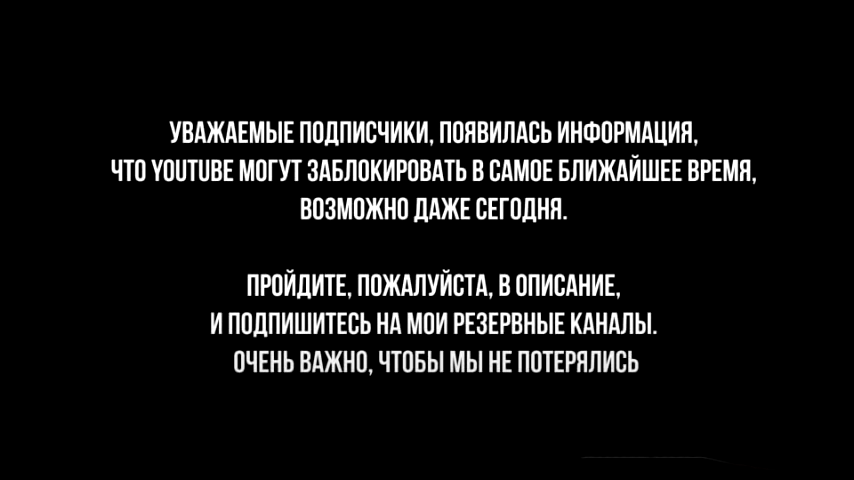 УВАЖАЕМЫЕ ПОДПИСЧИКИ, ПОЯВИЛАСЬ ИНФОРМАЦИЯ,
ЧТО YOUTUBE МОГУТ ЗАБЛОКИРОВАТЬ В САМОЕ БЛИЖАЙШЕЕ ВРЕМЯ,
ВОЗМОЖНО ДАЖЕ СЕГОДНЯ.
ПРОЙДИТЕ, ПОЖАЛУЙСТА, В ОПИСАНИЕ,
И ПОДПИШИТЕСЬ НА МОИ РЕЗЕРВНЫЕ КАНАЛЫ.
ОЧЕНЬ ВАЖНО, ЧТОБЫ МЫ НЕ ПОТЕРЯЛИСЬ